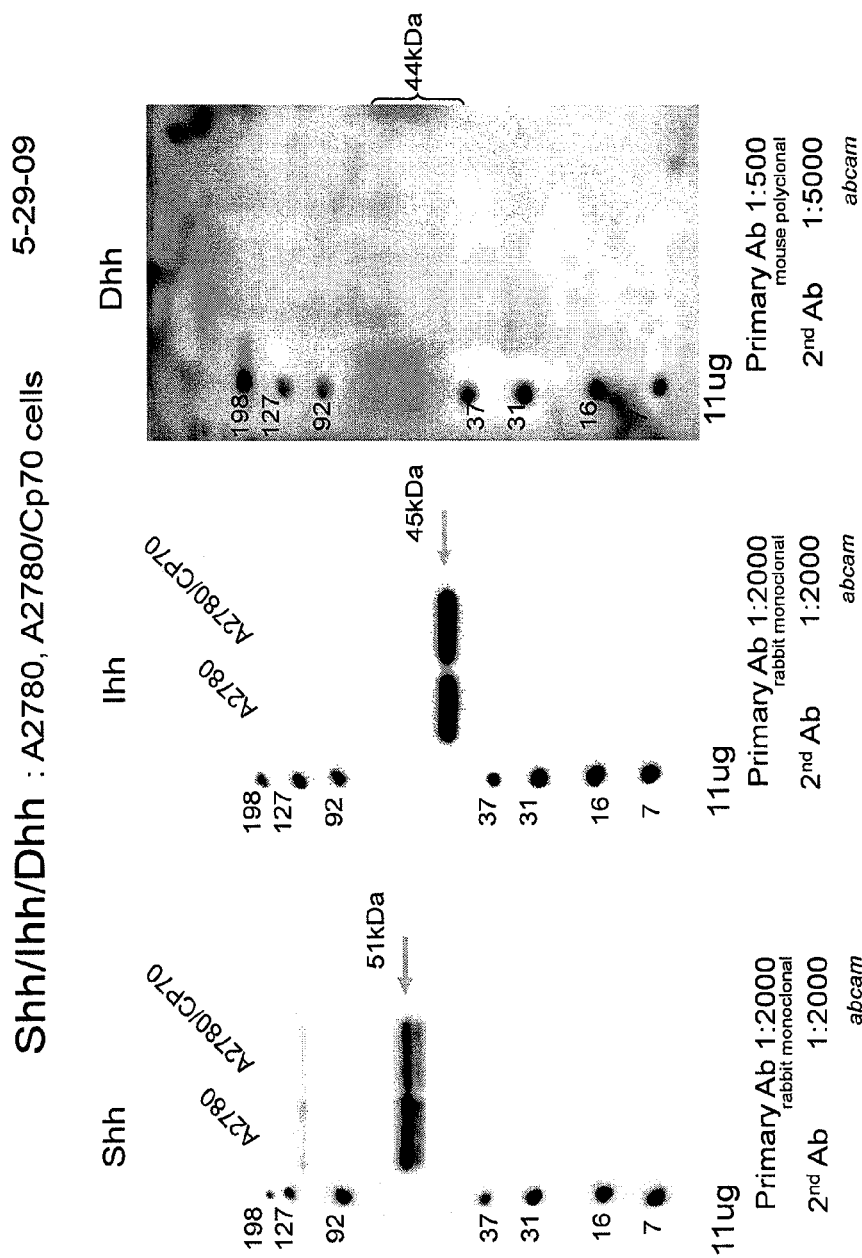 Shh/Ihh/Dhh : A2780, A2780/Cp70 cells 5-29-09
Shh
A2780
A2780/CP70
198
127
92
51kDa
37
31
16
7
11ug
Primary Ab 1:2000
rabbit monoclonal
2nd Ab 1:2000
abcam
Ihh
A2780
A2780/CP70
198
127
92
45kDa
37
31
16
7
11ug
Primary Ab 1:2000
rabbit monoclonal
2nd Ab 1:2000
abcam
Dhh
198
127
92
44kDa
37
31
16
11ug
Primary Ab 1:500
mouse polyclonal
2nd Ab 1:5000
abcam